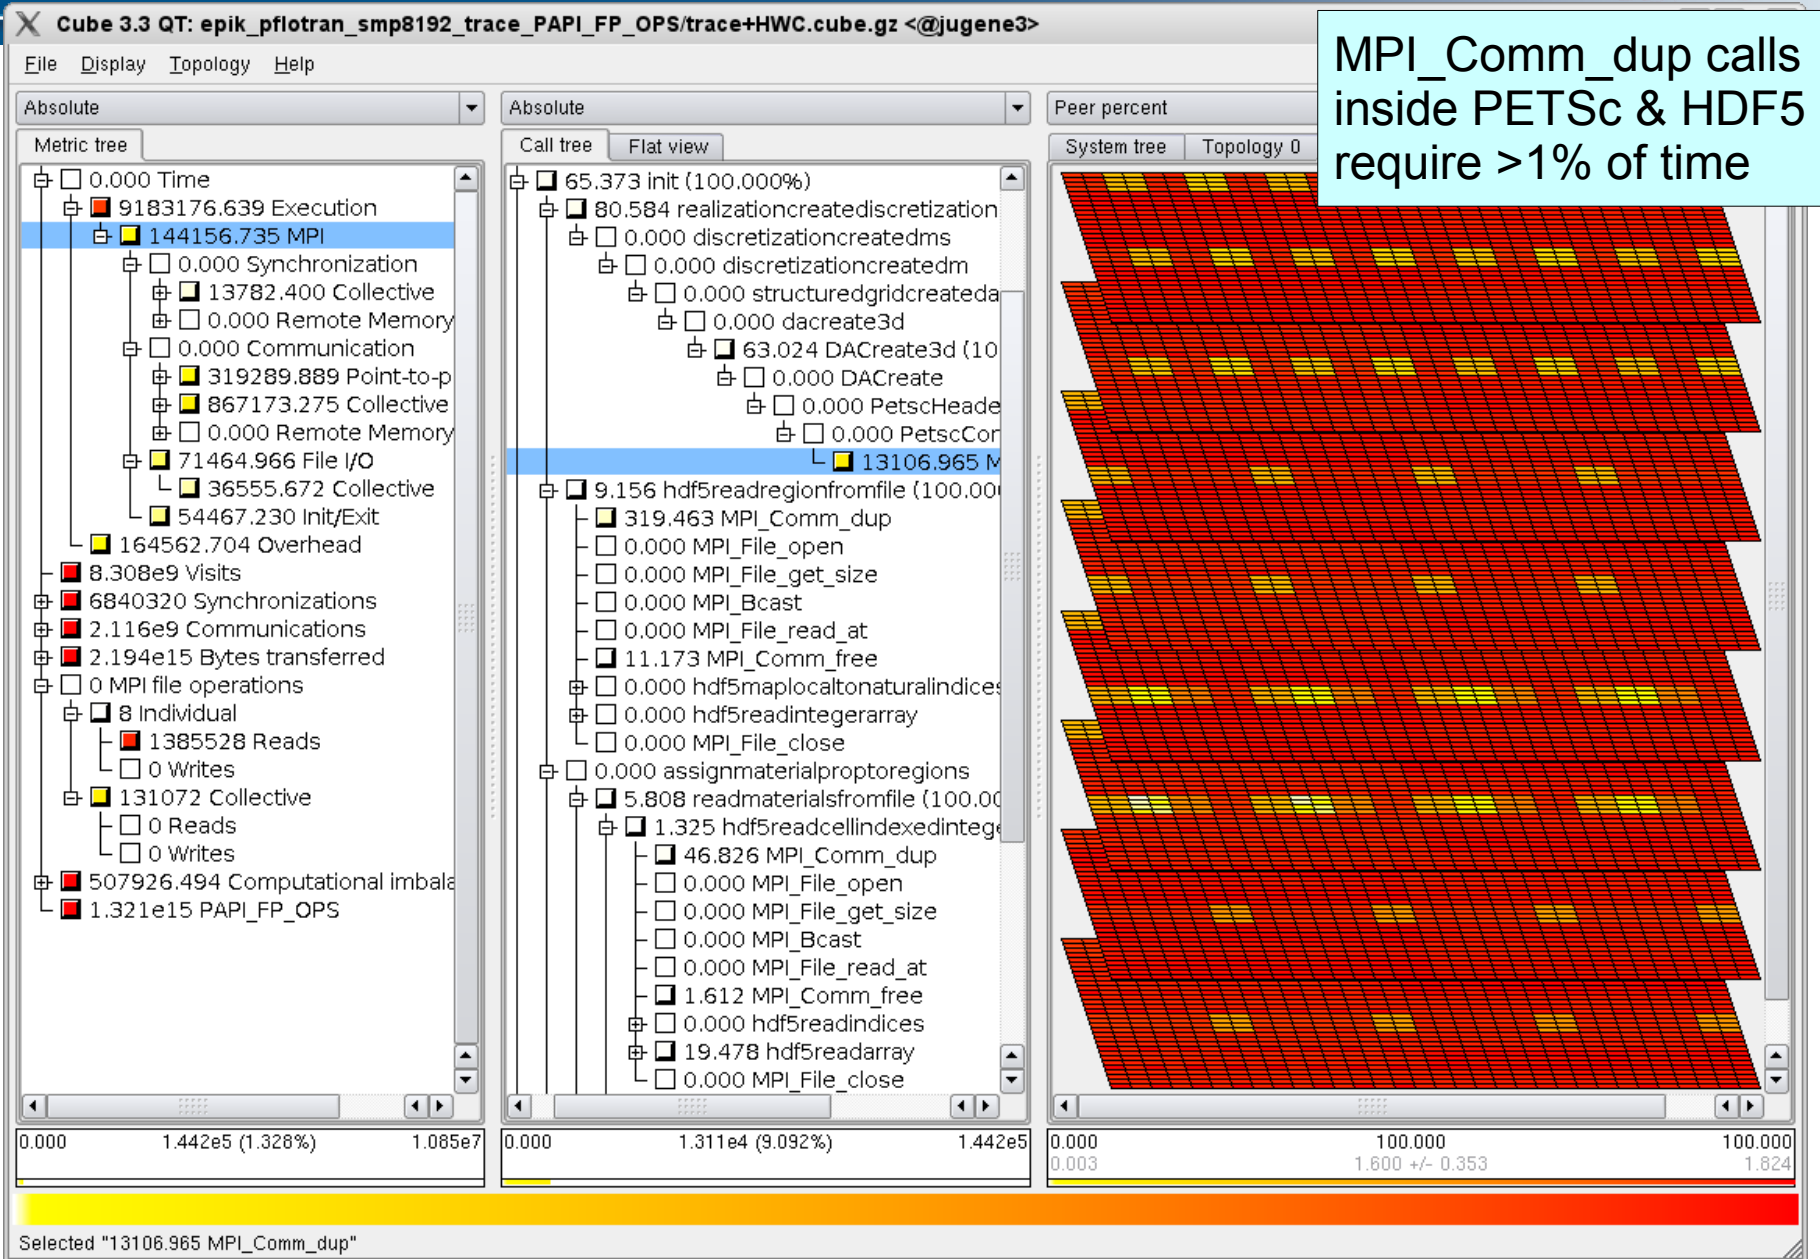 Cube 3.3 QT: epik_pflotran_smp8192_trace_PAPI_FP_OPS/trace+HWC.cube.gz <@jugene3>
MPI_Comm_dup calls
inside PETSc & HDF5
require >1% of time
File Display Topology Help
Absolute
Metric tree
0.000 Time
9183176.639 Execution
144156.735 MPI
0.000 Synchronization
13782.400 Collective
0.000 Remote Memory
0.000 Communication
319289.889 Point-to-p
867173.275 Collective
0.000 Remote Memory
71464.966 File I/O
36555.672 Collective
54467.230 Init/Exit
164562.704 Overhead
8.308e9 Visits
6840320 Synchronizations
2.116e9 Communications
2.194e15 Bytes transferred
0 MPI file operations
8 Individual
1385528 Reads
0 Writes
131072 Collective
0 Reads
0 Writes
507926.494 Computational imbala
1.321e15 PAPI_FP_OPS
0.000 1.442e5 (1.328%) 1.085e7
Absolute
Call tree Flat view
65.373 init (100.000%)
80.584 realizationcreatediscretization
0.000 discretizationcreatedms
0.000 discretizationcreatedm
0.000 structuredgridcreateda
0.000 dacreate3d
63.024 DACreate3d (10
0.000 DACreate
0.000 PetscHeade
0.000 PetscCor
13106.965 M
9.156 hdf5readregionfromfile (100.00
319.463 MPI_Comm_dup
0.000 MPI_File_open
0.000 MPI_File_get_size
0.000 MPI_Bcast
0.000 MPI_File_read_at
11.173 MPI_Comm_free
0.000 hdf5maplocaltonaturalindices
0.000 hdf5readintegerarray
0.000 MPI_File_close
0.000 assignmaterialproptoregions
5.808 readmaterialsfromfile (100.00
1.325 hdf5readcellindexedintege
46.826 MPI_Comm_dup
0.000 MPI_File_open
0.000 MPI_File_get_size
0.000 MPI_Bcast
0.000 MPI_File_read_at
1.612 MPI_Comm_free
0.000 hdf5readindices
19.478 hdf5readarray
0.000 MPI_File_close
0.000 1.311e4 (9.092%) 1.442e5
Peer percent
System tree Topology 0
0.000 100.000 100.000
0.003 1.600 +/- 0.353 1.824
Selected "13106.965 MPI_Comm_dup"